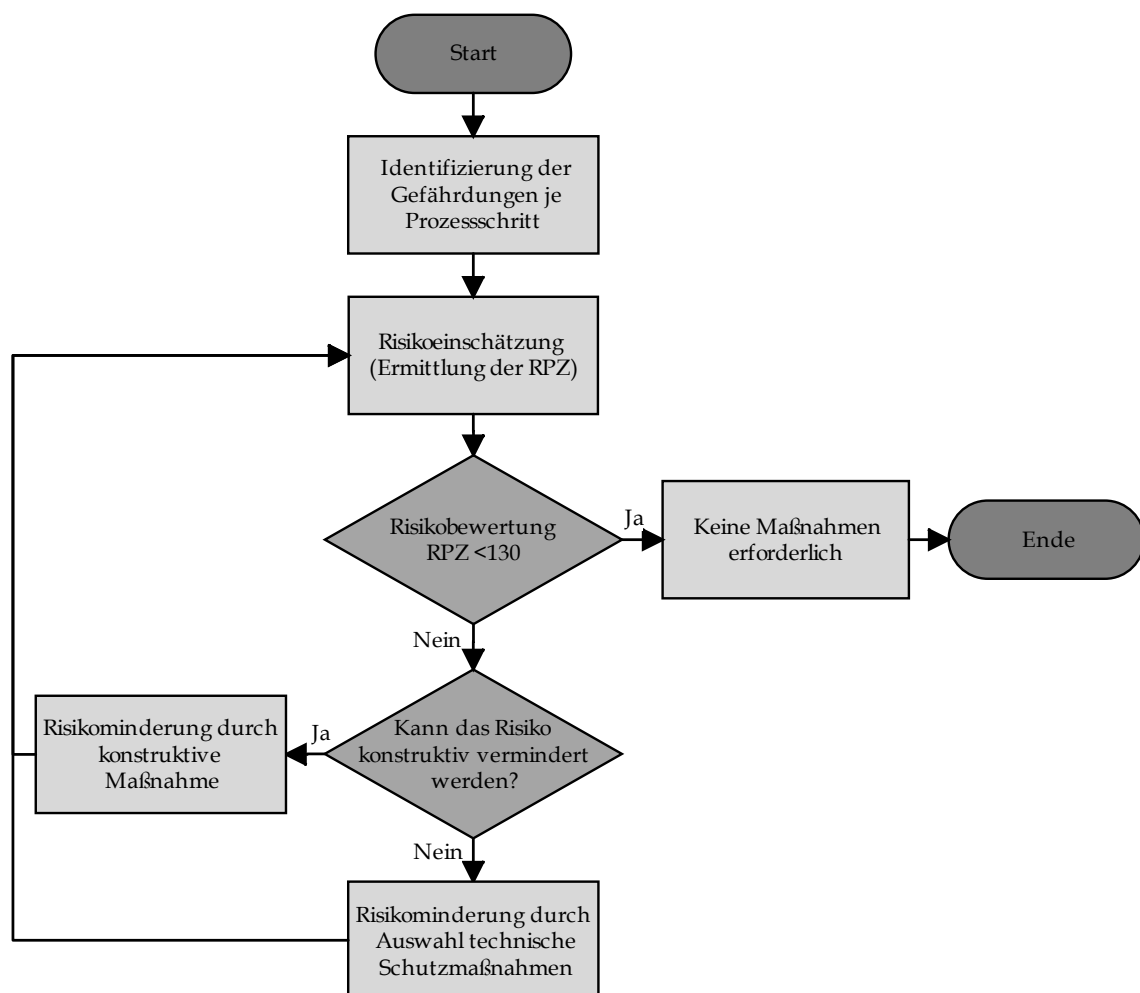 Start
Identifizierung der
Gefährdungen je
Prozessschritt
Risikoeinschätzung
(Ermittlung der RPZ)
Risikobewertung
RPZ <130
Ja
Keine Maßnahmen
erforderlich
Ende
Nein
Kann das Risiko
konstruktiv vermindert
werden?
Ja
Risikominderung durch
konstruktive
Maßnahme
Nein
Risikominderung durch
Auswahl technische
Schutzmaßnahmen